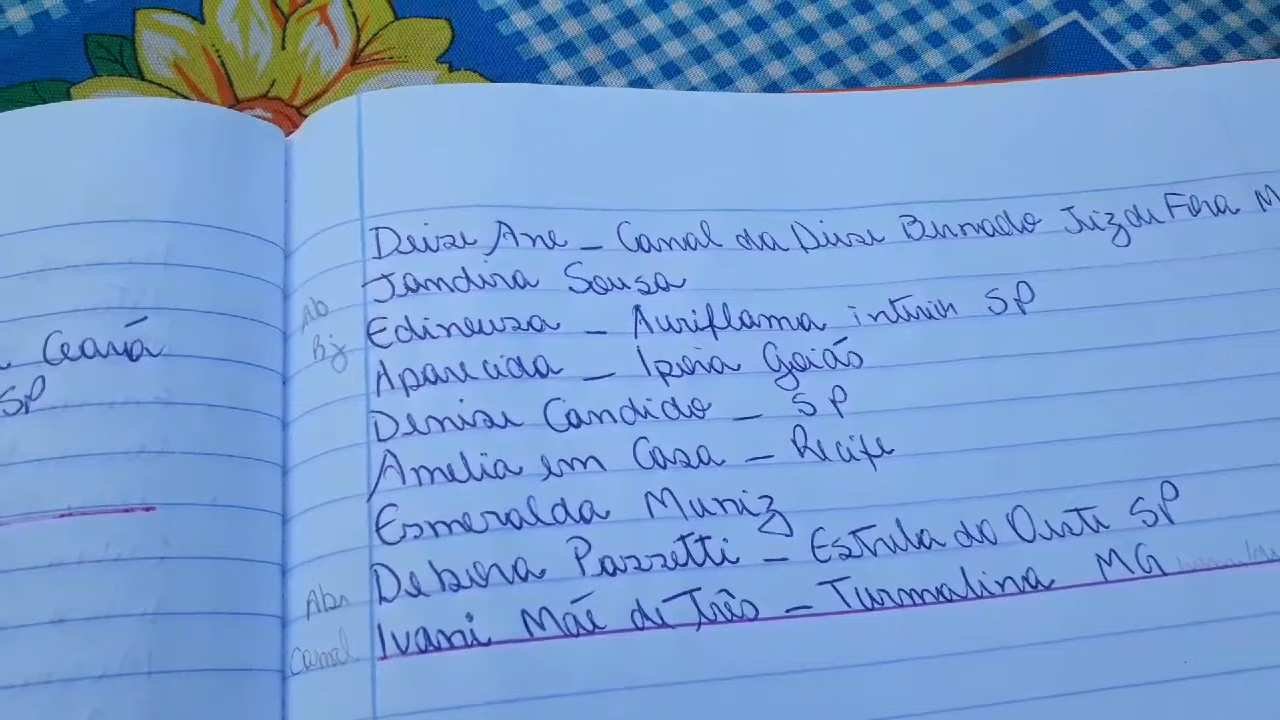 Ceará
SP
Deise Ane - Canal da Deise Bernado Juiz de Fora M
Jandira Sousa
Ab
Edineuza - Auriflama interior SP
Bj
Aparecida - Iporá Goiás
Denise Candido - SP
Amelia em Casa - Recife
Esmeralda Muniz
Debora Pazzetti - Estrela do Oeste SP
Abs
Ivani Mãe de Três - Turmalina MG
Canal